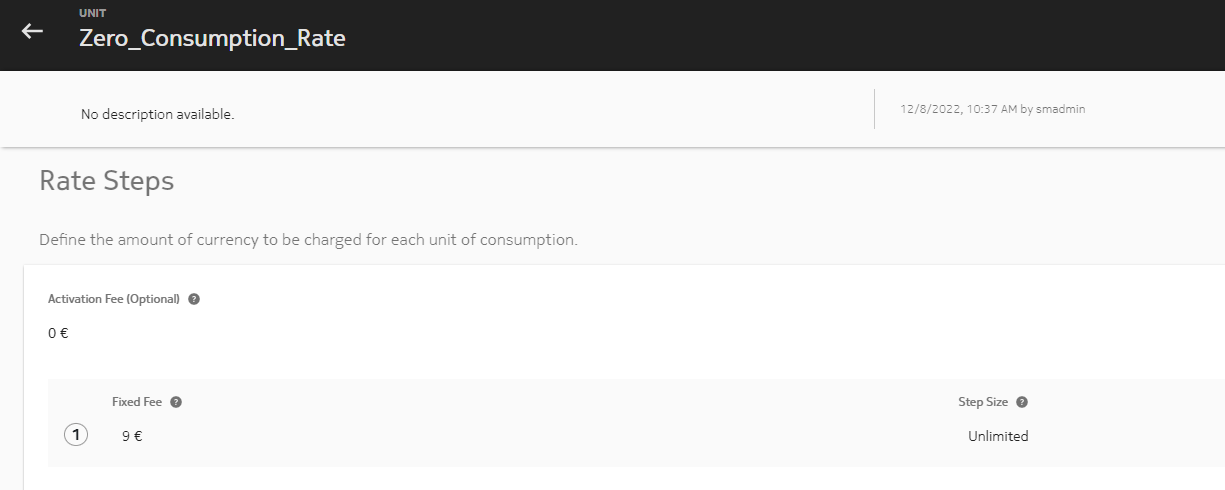 UNIT
Zero_Consumption_Rate
No description available.
12/8/2022, 10:37 AM by smadmin
Rate Steps
Define the amount of currency to be charged for each unit of consumption.
Activation Fee (Optional) ?
0 €
Fixed Fee ? Step Size ?
1 9 € Unlimited